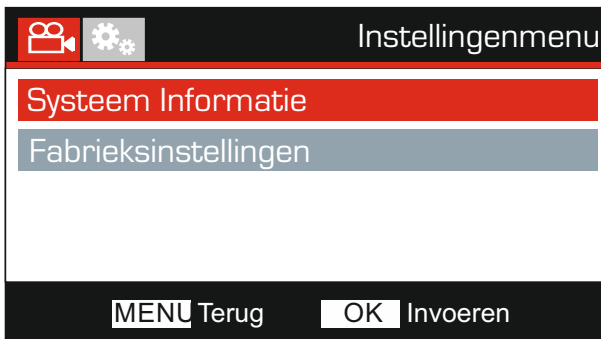 Instellingenmenu
Systeem Informatie
Fabrieksinstellingen
MENU Terug OK Invoeren